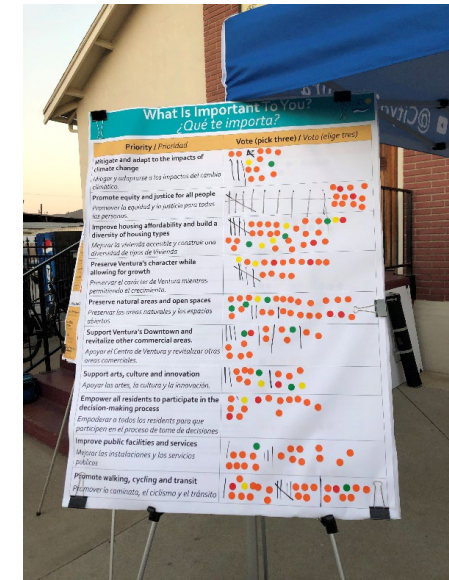 What Is Important To You?
¿Qué te importa?
Priority / Prioridad
Vote (pick three) / Voto (elige tres)
Mitigate and adapt to the impacts of
climate change
Mitigar y adaptarse a los impactos del cambio
climático.
Promote equity and justice for all people
Promover la equidad y la justicia para todas
las personas.
Improve housing affordability and build a
diversity of housing types
Mejorar la vivienda accesible y construir una
diversidad de tipos de Vivienda
Preserve Ventura's character while
allowing for growth
Preservar el carácter de Ventura mientras
permitiendo el crecimiento.
Preserve natural areas and open spaces
Preservar las areas naturales y los espacios
abiertos.
Support Ventura's Downtown and
revitalize other commercial areas.
Apoyar el Centro de Ventura y revitalizar otras
areas comerciales.
Support arts, culture and innovation
Apoyar las artes, la cultura y la innovación.
Empower all residents to participate in the
decision-making process
Empoderar a todos los residentes para que
participen en el proceso de tome de decisiones
Improve public facilities and services
Mejorar las instalaciones y los servicios
publicos
Promote walking, cycling and transit
Promover la caminata, el ciclismo y el tránsito